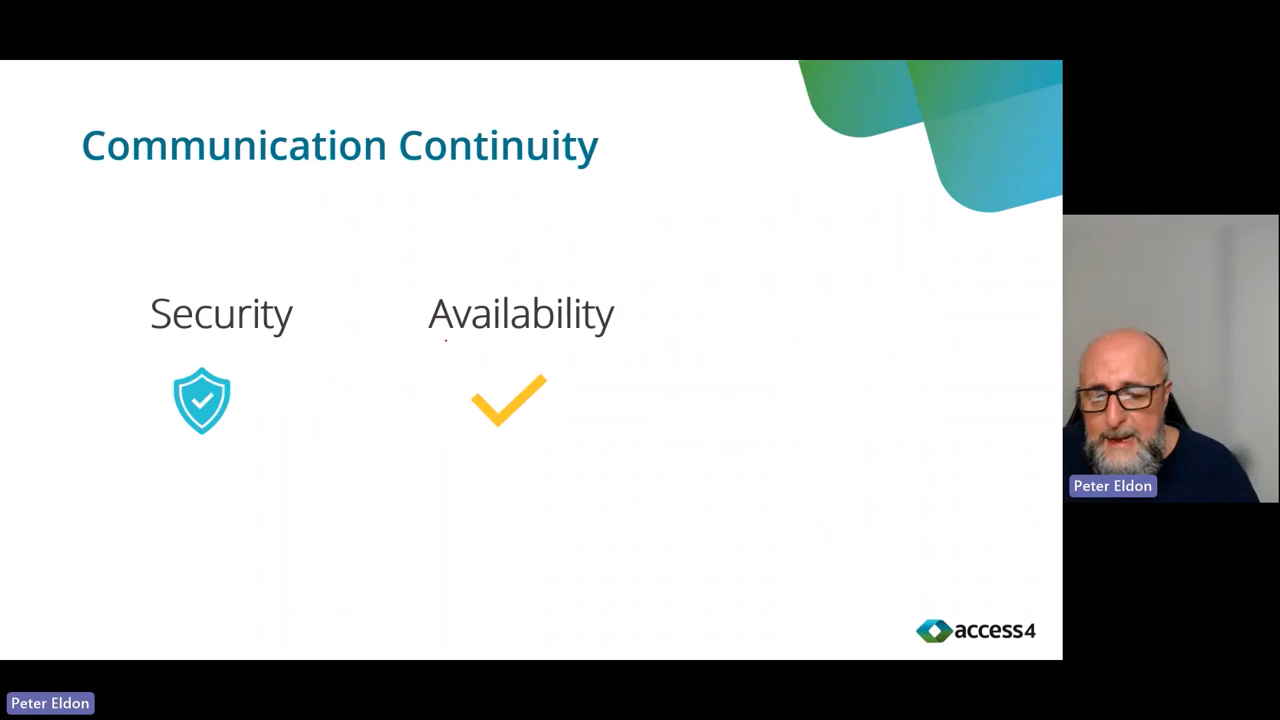 Communication Continuity
Security
Availability
access4
Peter Eldon
Peter Eldon